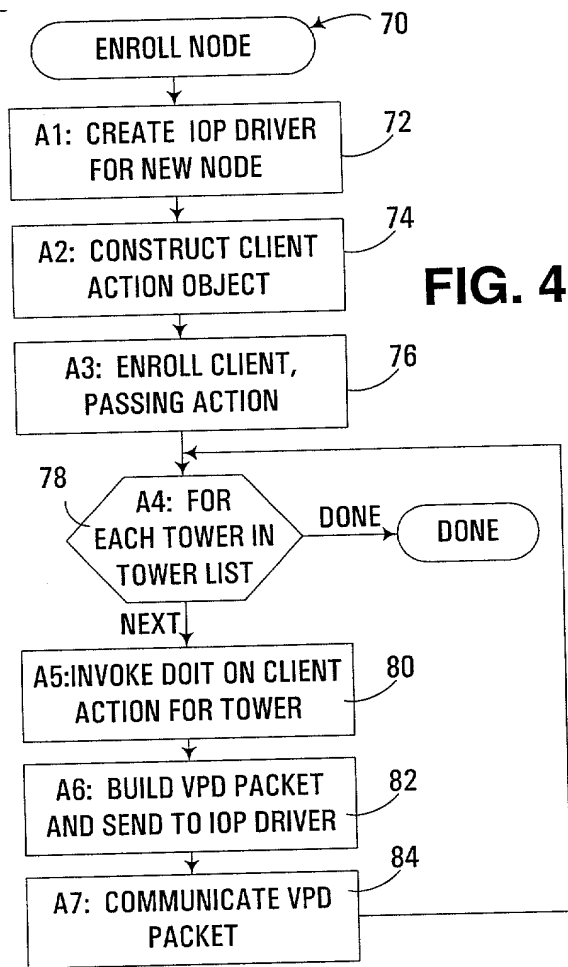 ENROLL NODE
70
A1: CREATE IOP DRIVER
FOR NEW NODE
72
A2: CONSTRUCT CLIENT
ACTION OBJECT
74
FIG. 4
A3: ENROLL CLIENT,
PASSING ACTION
76
78
A4: FOR
EACH TOWER IN
TOWER LIST
DONE
DONE
NEXT
A5:INVOKE DOIT ON CLIENT
ACTION FOR TOWER
80
A6: BUILD VPD PACKET
AND SEND TO IOP DRIVER
82
A7: COMMUNICATE VPD
PACKET
84